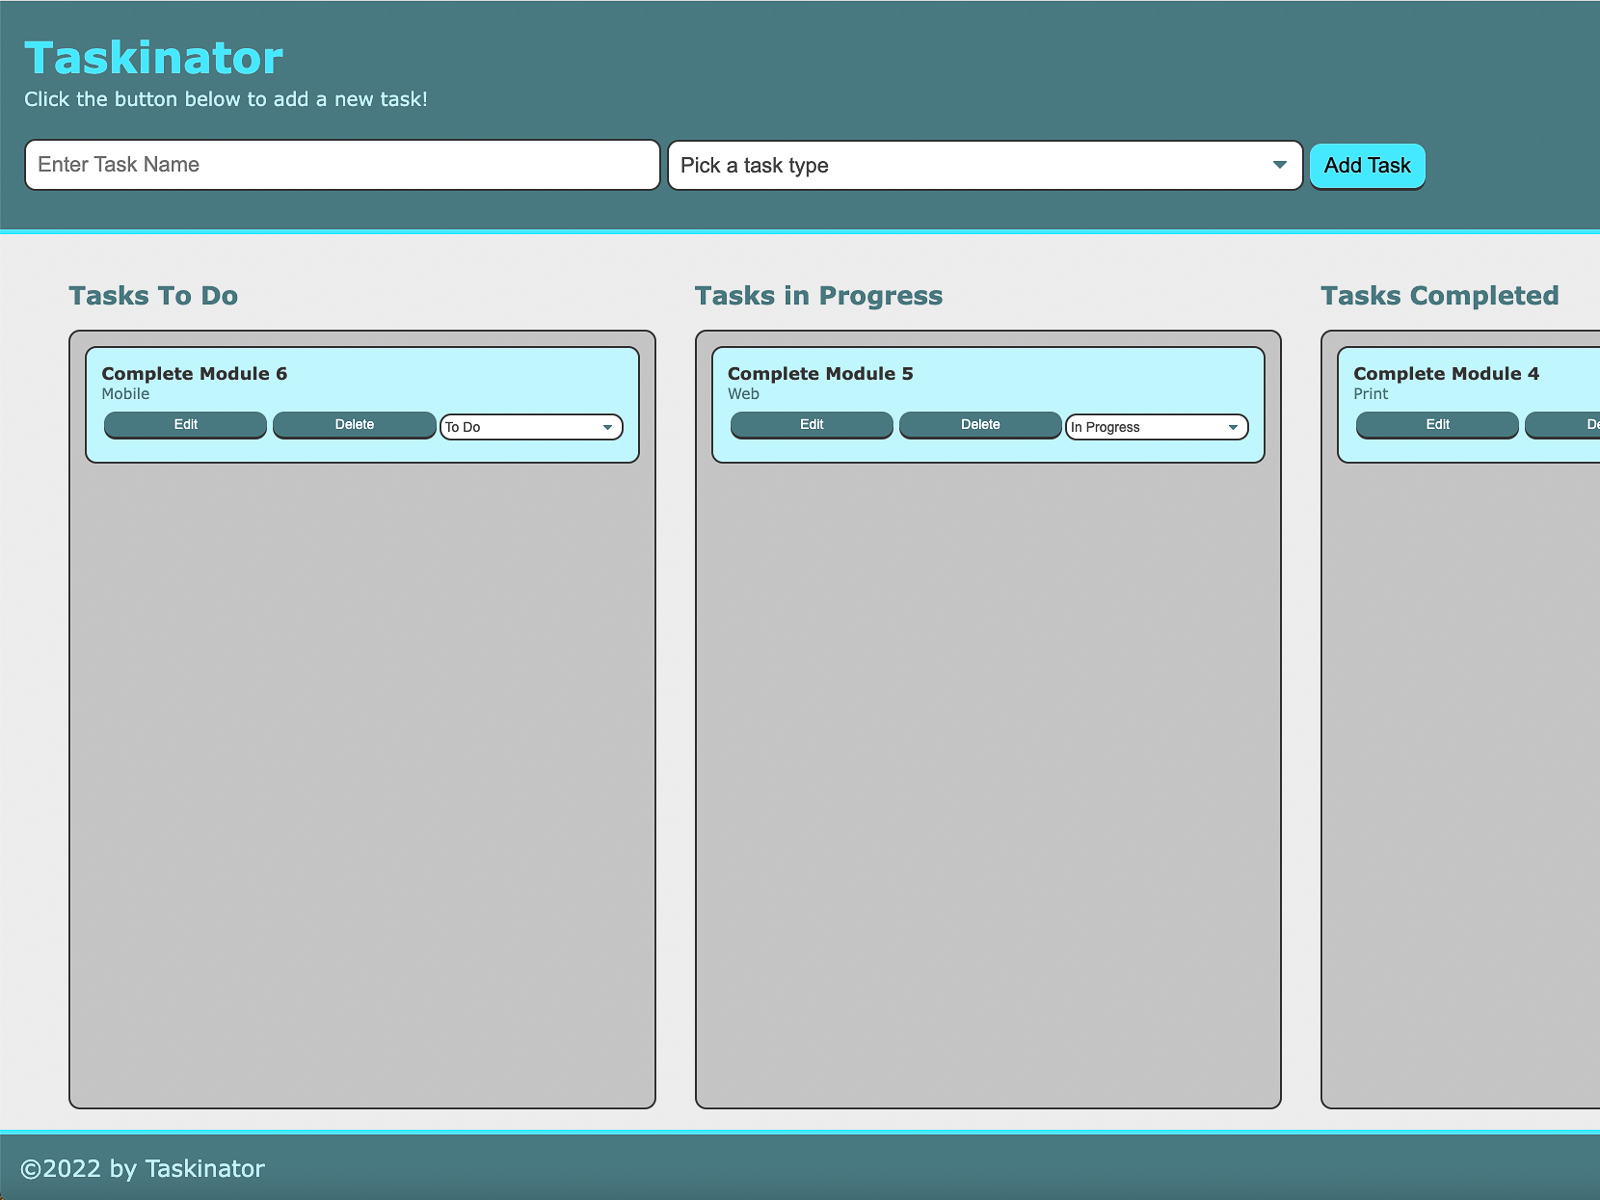 Taskinator
Click the button below to add a new task!
Enter Task Name
Pick a task type
Add Task
Tasks To Do
Complete Module 6
Mobile
Edit
Delete
To Do
Tasks in Progress
Complete Module 5
Web
Edit
Delete
In Progress
Tasks Completed
Complete Module 4
Print
Edit
©2022 by Taskinator